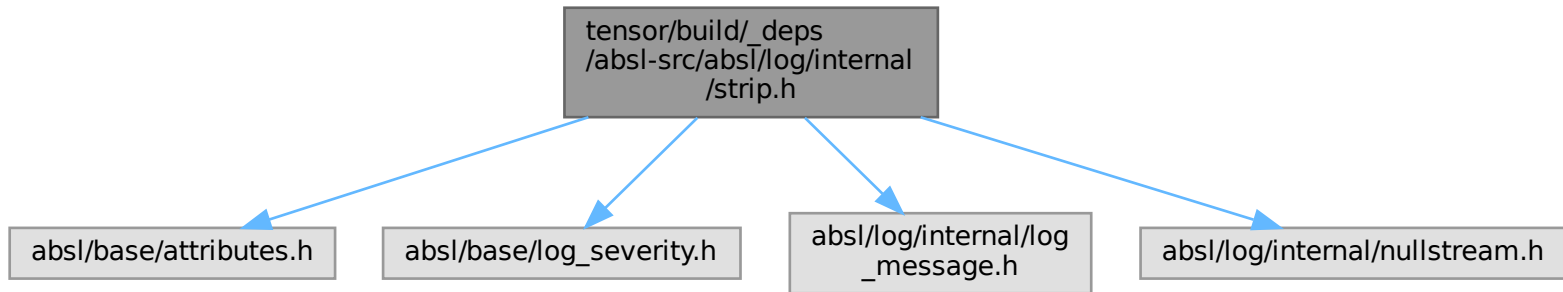 tensor/build/_deps
/absl-src/absl/log/internal
/strip.h
absl/base/attributes.h
absl/base/log_severity.h
absl/log/internal/log
_message.h
absl/log/internal/nullstream.h